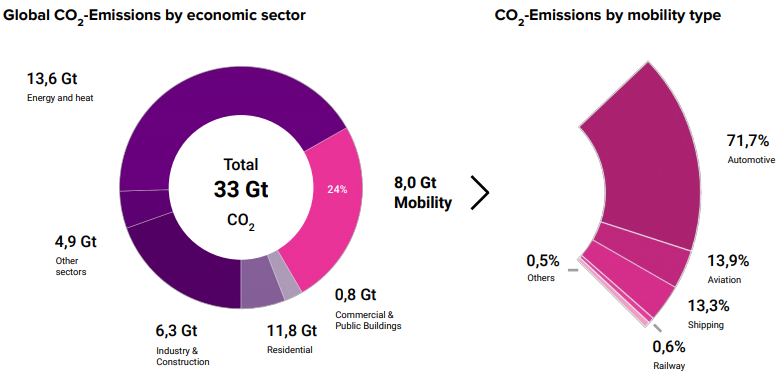 Global CO2-Emissions by economic sector
CO2-Emissions by mobility type
13,6 Gt
Energy and heat
Total
33 Gt
CO2
24%
8,0 Gt
Mobility
4,9 Gt
Other
sectors
6,3 Gt
Industry &
Construction
11,8 Gt
Residential
0,8 Gt
Commercial &
Public Buildings
71,7%
Automotive
13,9%
Aviation
13,3%
Shipping
0,6%
Railway
0,5%
Others